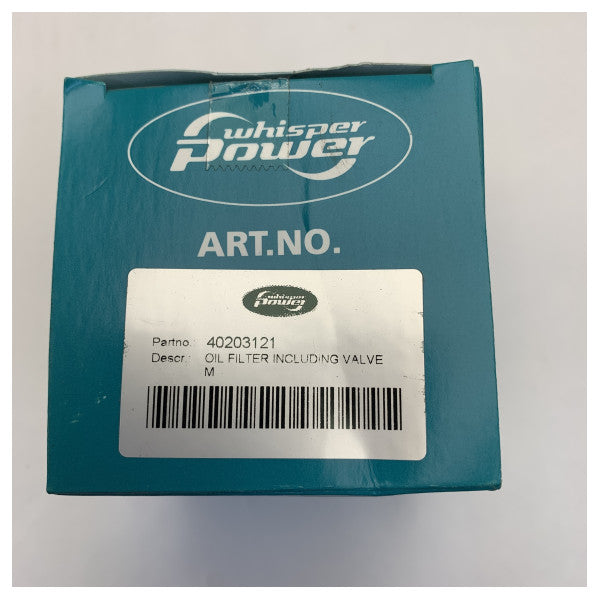 whisper
Power
ART.NO.
whisper
Power
Partno.: 40203121
Descr.: OIL FILTER INCLUDING VALVE
M